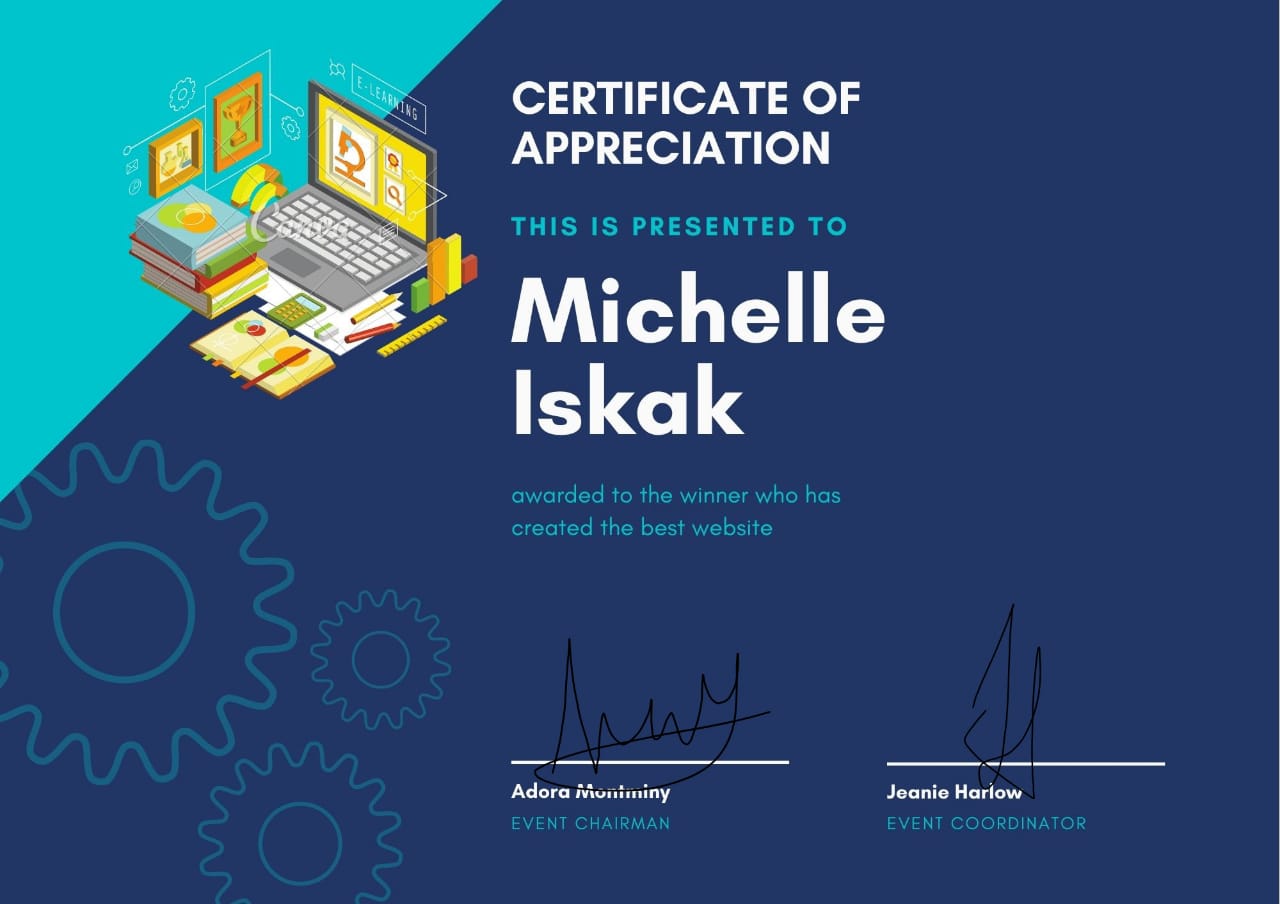 E-LEARNING
Canva
CERTIFICATE OF
APPRECIATION
THIS IS PRESENTED TO
Michelle
Iskak
awarded to the winner who has
created the best website
Adora Montminy
EVENT CHAIRMAN
Jeanie Harlow
EVENT COORDINATOR